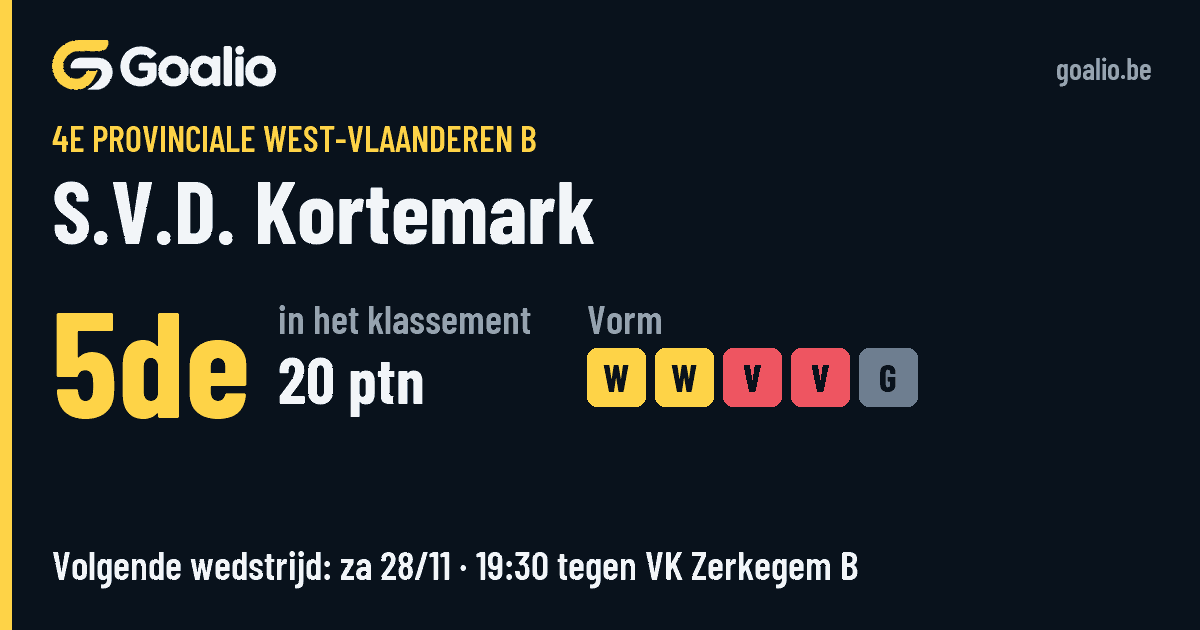 Goalio
goalio.be
4E PROVINCIALE WEST-VLAANDEREN B
S.V.D. Kortemark
5de
in het klassement
20 ptn
Vorm
W W V V G
Volgende wedstrijd: za 28/11 · 19:30 tegen VK Zerkegem B